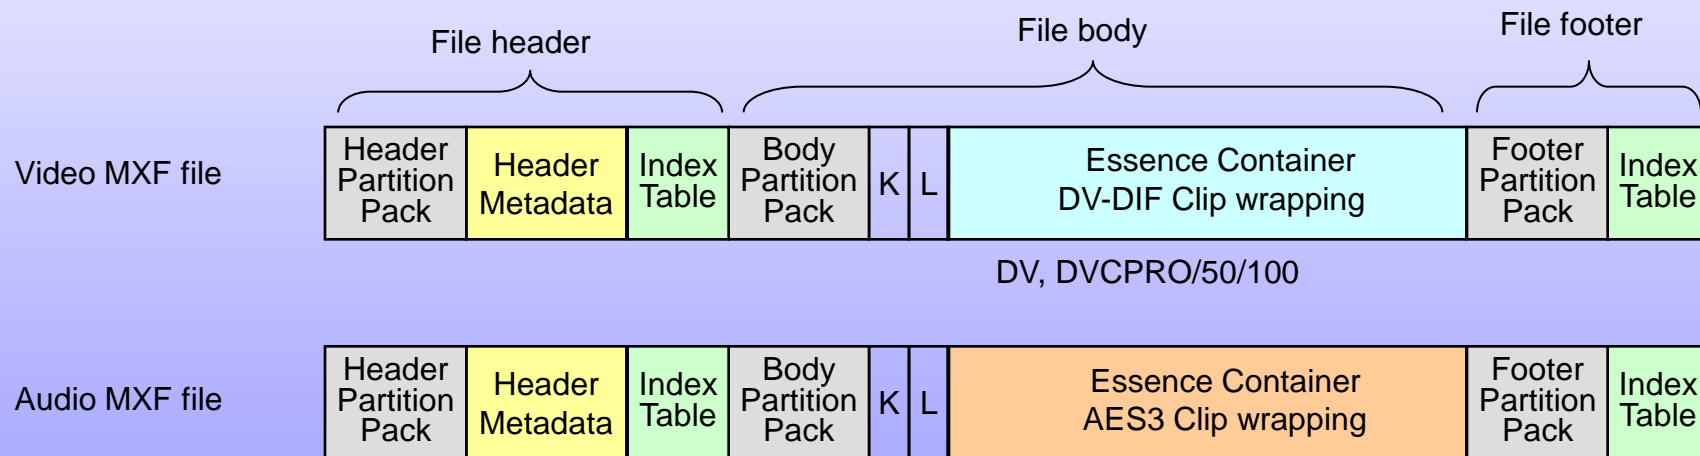 File header
File body
File footer
Video MXF file
Header
Partition
Pack
Header
Metadata
Index
Table
Body
Partition
Pack
K
L
Essence Container
DV-DIF Clip wrapping
Footer
Partition
Pack
Index
Table
DV, DVCPRO/50/100
Audio MXF file
Header
Partition
Pack
Header
Metadata
Index
Table
Body
Partition
Pack
K
L
Essence Container
AES3 Clip wrapping
Footer
Partition
Pack
Index
Table